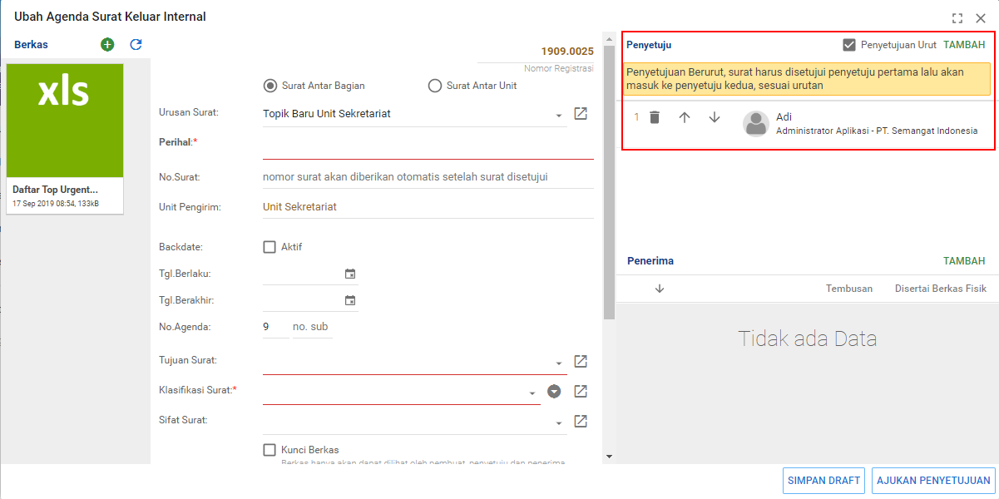 Ubah Agenda Surat Keluar Internal
Berkas
xls
Daftar Top Urgent...
17 Sep 2019 08:54, 133kB
1909.0025
Nomor Registrasi
Surat Antar Bagian
Surat Antar Unit
Urusan Surat:
Topik Baru Unit Sekretariat
Perihal:*
No.Surat:
nomor surat akan diberikan otomatis setelah surat disetujui
Unit Pengirim:
Unit Sekretariat
Backdate:
Aktif
Tgl.Berlaku:
Tgl.Berakhir:
No.Agenda:
9
no. sub
Tujuan Surat:
Klasifikasi Surat:*
Sifat Surat:
Kunci Berkas
Berkas hanya akan dapat dilihat oleh pembuat, penyetuju dan penerima
Penyetuju
Penyetujuan Urut
TAMBAH
Penyetujuan Berurut, surat harus disetujui penyetuju pertama lalu akan
masuk ke penyetuju kedua, sesuai urutan
1
Adi
Administrator Aplikasi - PT. Semangat Indonesia
Penerima
TAMBAH
Tembusan
Disertai Berkas Fisik
Tidak ada Data
SIMPAN DRAFT
AJUKAN PENYETUJUAN